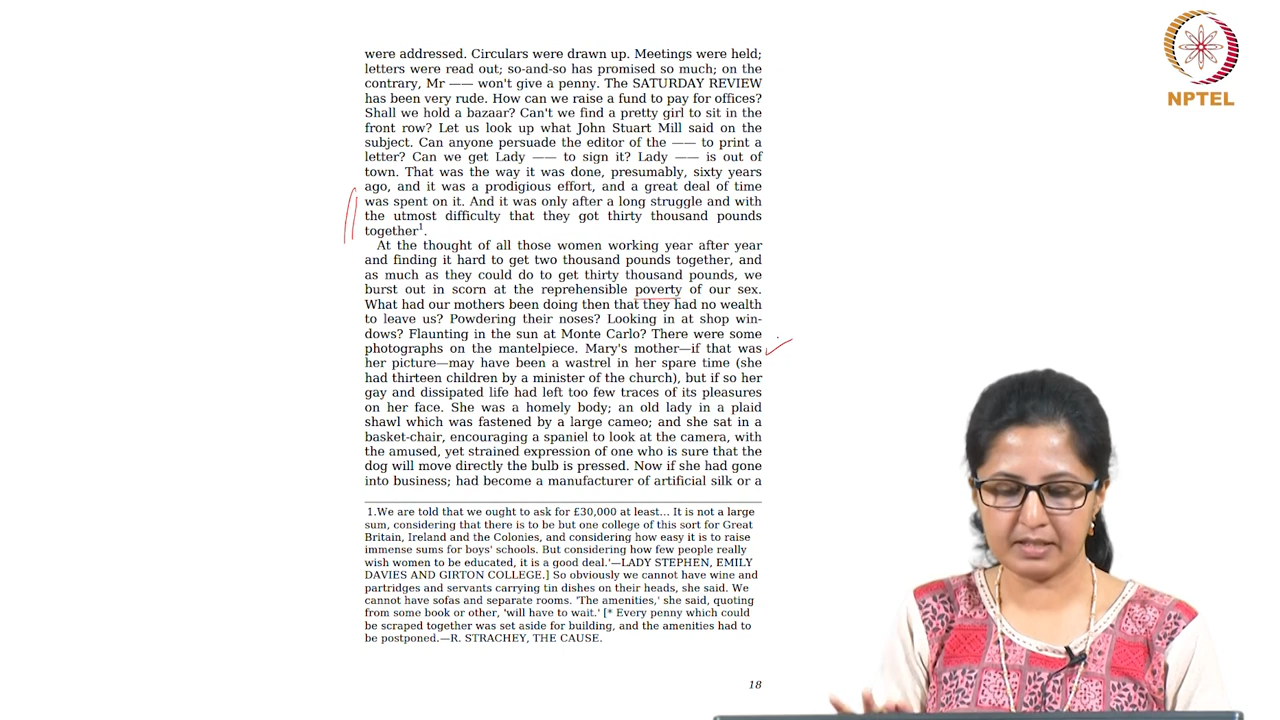 were addressed. Circulars were drawn up. Meetings were held;
letters were read out; so-and-so has promised so much; on the
contrary, Mr —— won't give a penny. The SATURDAY REVIEW
has been very rude. How can we raise a fund to pay for offices?
Shall we hold a bazaar? Can't we find a pretty girl to sit in the
front row? Let us look up what John Stuart Mill said on the
subject. Can anyone persuade the editor of the —— to print a
letter? Can we get Lady —— to sign it? Lady —— is out of
town. That was the way it was done, presumably, sixty years
ago, and it was a prodigious effort, and a great deal of time
was spent on it. And it was only after a long struggle and with
the utmost difficulty that they got thirty thousand pounds
together¹.
At the thought of all those women working year after year
and finding it hard to get two thousand pounds together, and
as much as they could do to get thirty thousand pounds, we
burst out in scorn at the reprehensible poverty of our sex.
What had our mothers been doing then that they had no wealth
to leave us? Powdering their noses? Looking in at shop win-
dows? Flaunting in the sun at Monte Carlo? There were some
photographs on the mantelpiece. Mary's mother—if that was
her picture—may have been a wastrel in her spare time (she
had thirteen children by a minister of the church), but if so her
gay and dissipated life had left too few traces of its pleasures
on her face. She was a homely body; an old lady in a plaid
shawl which was fastened by a large cameo; and she sat in a
basket-chair, encouraging a spaniel to look at the camera, with
the amused, yet strained expression of one who is sure that the
dog will move directly the bulb is pressed. Now if she had gone
into business; had become a manufacturer of artificial silk or a
1.We are told that we ought to ask for £30,000 at least… It is not a large
sum, considering that there is to be but one college of this sort for Great
Britain, Ireland and the Colonies, and considering how easy it is to raise
immense sums for boys' schools. But considering how few people really
wish women to be educated, it is a good deal.'—LADY STEPHEN, EMILY
DAVIES AND GIRTON COLLEGE.] So obviously we cannot have wine and
partridges and servants carrying tin dishes on their heads, she said. We
cannot have sofas and separate rooms. 'The amenities,' she said, quoting
from some book or other, 'will have to wait.' [* Every penny which could
be scraped together was set aside for building, and the amenities had to
be postponed.—R. STRACHEY, THE CAUSE.
18
NPTEL